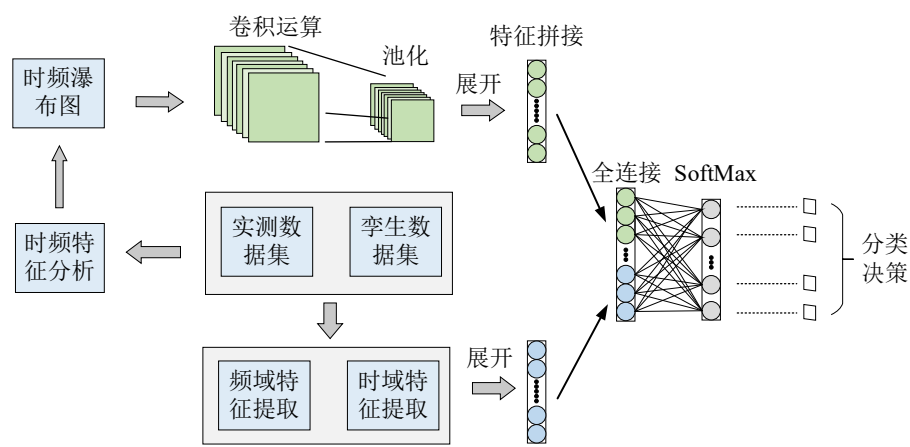 卷积运算
池化
特征拼接
时频瀑
布图
展开
全连接 SoftMax
时频特
征分析
实测数
据集
孪生数
据集
分类
决策
频域特
征提取
时域特
征提取
展开